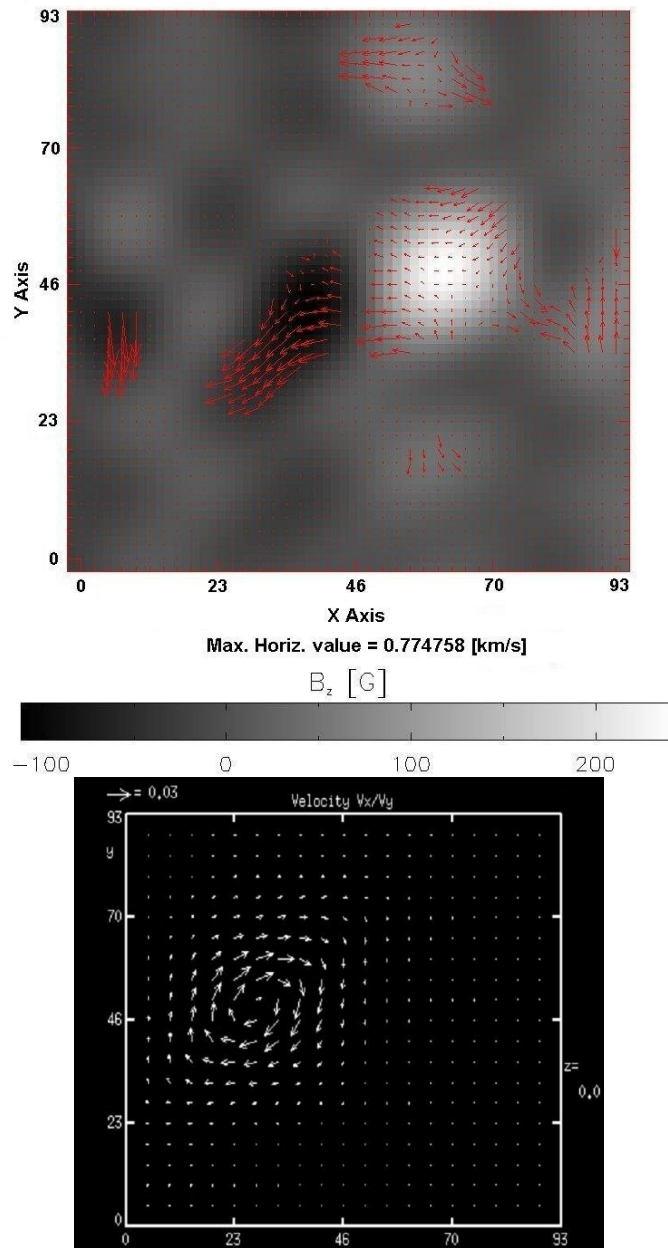 93
70
Y Axis
46
23
0
0 23 46 70 93
X Axis
Max. Horiz. value = 0.774758 [km/s]
B_z [G]
−100 0 100 200
= 0.03 Velocity Vx/Vy
93
y
70
46
z=
0.0
23
0
0 23 46 70 93